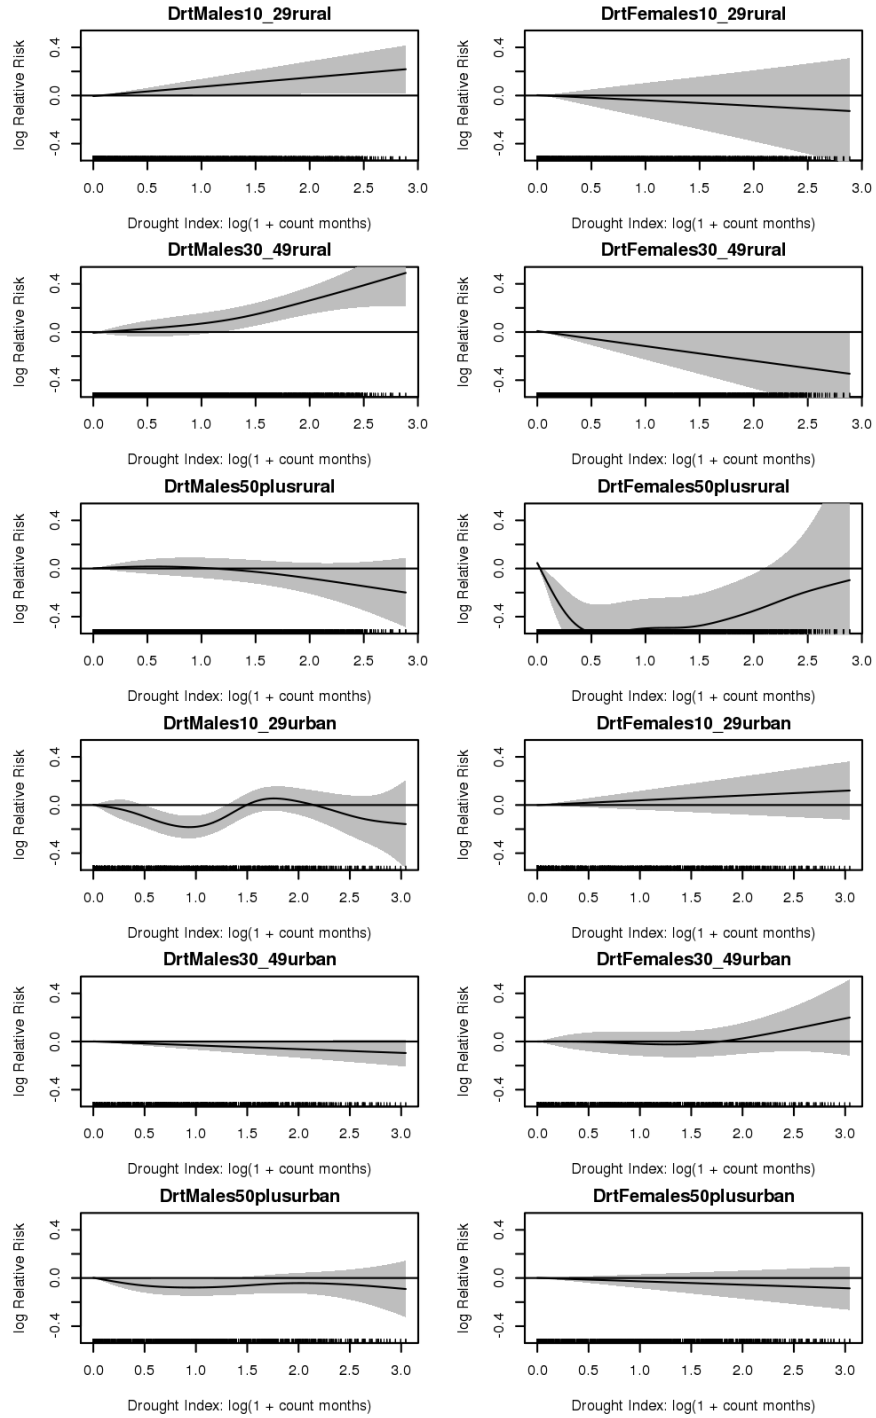 DrtMales10_29rural
log Relative Risk
-0.4 0.0 0.4
0.0 0.5 1.0 1.5 2.0 2.5 3.0
Drought Index: log(1 + count months)
DrtFemales10_29rural
log Relative Risk
-0.4 0.0 0.4
0.0 0.5 1.0 1.5 2.0 2.5 3.0
Drought Index: log(1 + count months)
DrtMales30_49rural
log Relative Risk
-0.4 0.0 0.4
0.0 0.5 1.0 1.5 2.0 2.5 3.0
Drought Index: log(1 + count months)
DrtFemales30_49rural
log Relative Risk
-0.4 0.0 0.4
0.0 0.5 1.0 1.5 2.0 2.5 3.0
Drought Index: log(1 + count months)
DrtMales50plusrural
log Relative Risk
-0.4 0.0 0.4
0.0 0.5 1.0 1.5 2.0 2.5 3.0
Drought Index: log(1 + count months)
DrtFemales50plusrural
log Relative Risk
-0.4 0.0 0.4
0.0 0.5 1.0 1.5 2.0 2.5 3.0
Drought Index: log(1 + count months)
DrtMales10_29urban
log Relative Risk
-0.4 0.0 0.4
0.0 0.5 1.0 1.5 2.0 2.5 3.0
Drought Index: log(1 + count months)
DrtFemales10_29urban
log Relative Risk
-0.4 0.0 0.4
0.0 0.5 1.0 1.5 2.0 2.5 3.0
Drought Index: log(1 + count months)
DrtMales30_49urban
log Relative Risk
-0.4 0.0 0.4
0.0 0.5 1.0 1.5 2.0 2.5 3.0
Drought Index: log(1 + count months)
DrtFemales30_49urban
log Relative Risk
-0.4 0.0 0.4
0.0 0.5 1.0 1.5 2.0 2.5 3.0
Drought Index: log(1 + count months)
DrtMales50plusurban
log Relative Risk
-0.4 0.0 0.4
0.0 0.5 1.0 1.5 2.0 2.5 3.0
Drought Index: log(1 + count months)
DrtFemales50plusurban
log Relative Risk
-0.4 0.0 0.4
0.0 0.5 1.0 1.5 2.0 2.5 3.0
Drought Index: log(1 + count months)